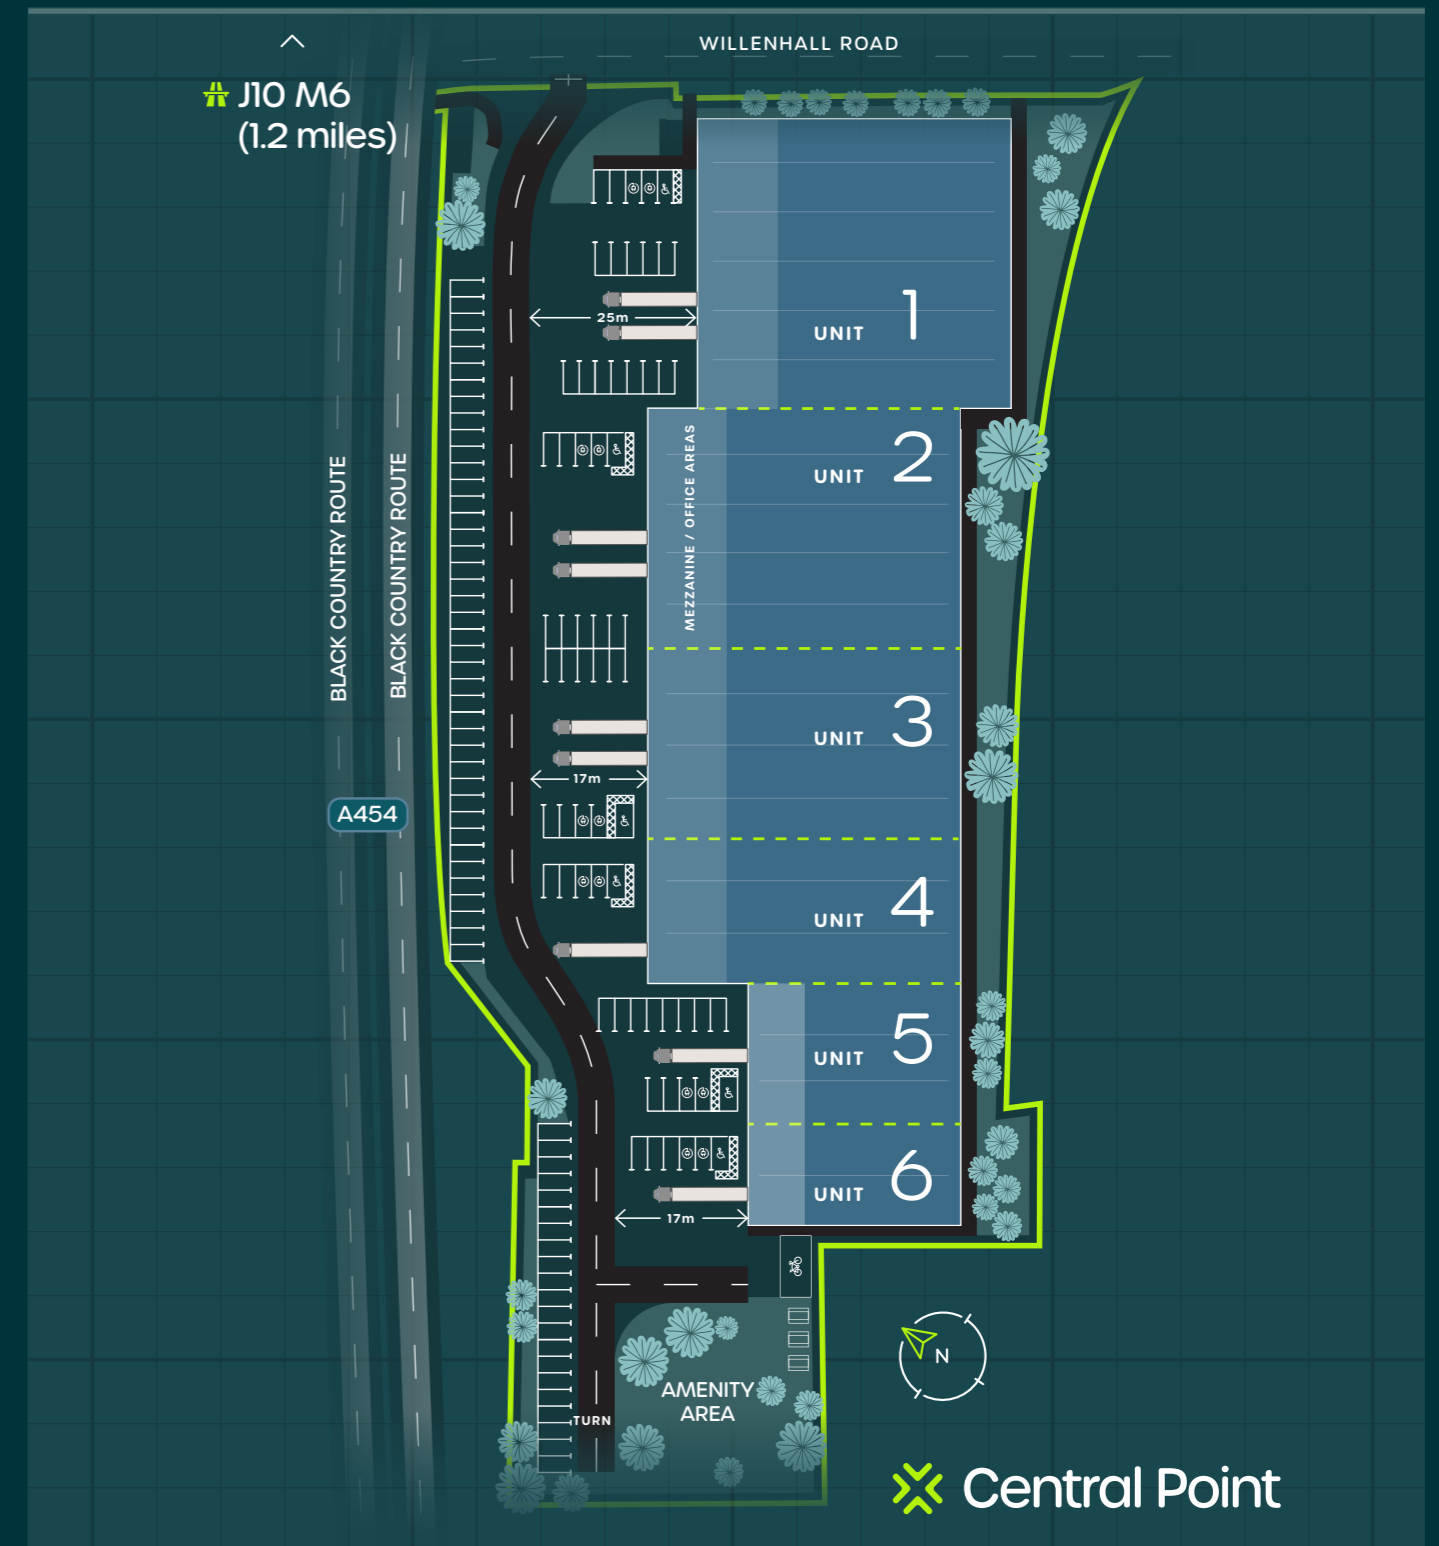 WILLENHALL ROAD
J10 M6
(1.2 miles)
25m
UNIT 1
BLACK COUNTRY ROUTE
BLACK COUNTRY ROUTE
MEZZANINE / OFFICE AREAS
UNIT 2
UNIT 3
17m
A454
UNIT 4
UNIT 5
UNIT 6
17m
N
AMENITY
AREA
TURN
Central Point